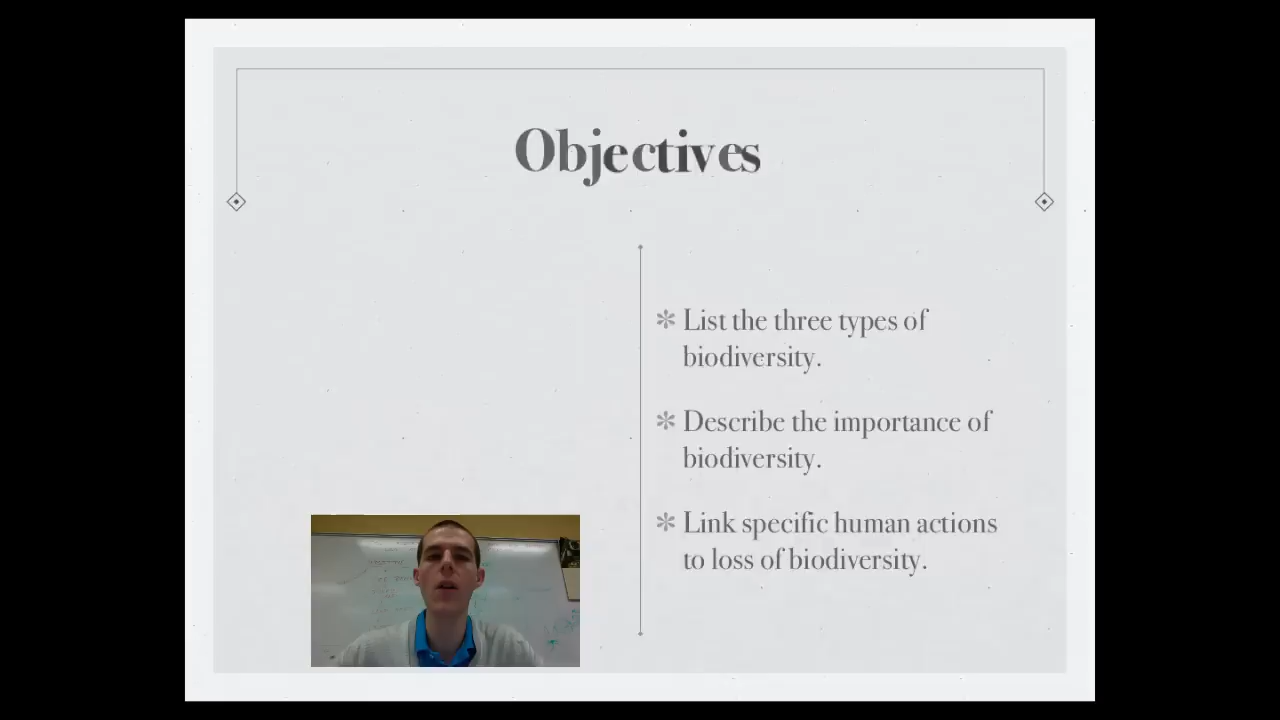 Objectives
✻ List the three types of
biodiversity.
✻ Describe the importance of
biodiversity.
✻ Link specific human actions
to loss of biodiversity.